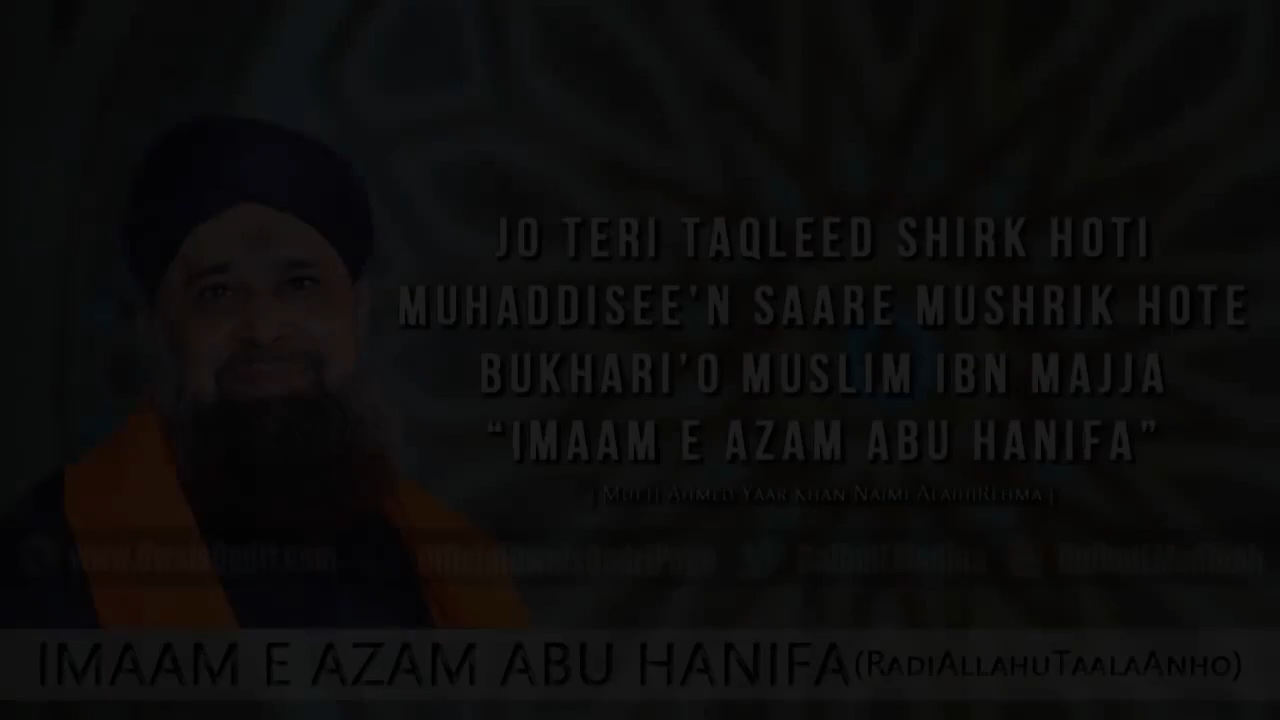 JO TERI TAQLEED SHIRK HOTI
MUHADDISEE'N SAARE MUSHRIK HOTE
BUKHARI'O MUSLIM IBN MAJJA
“IMAAM E AZAM ABU HANIFA”
[ MUFTI AHMED YAAR KHAN NAIMI ALAIHIREHMA ]
IMAAM E AZAM ABU HANIFA (RADIALLAHUTAALAANHO)